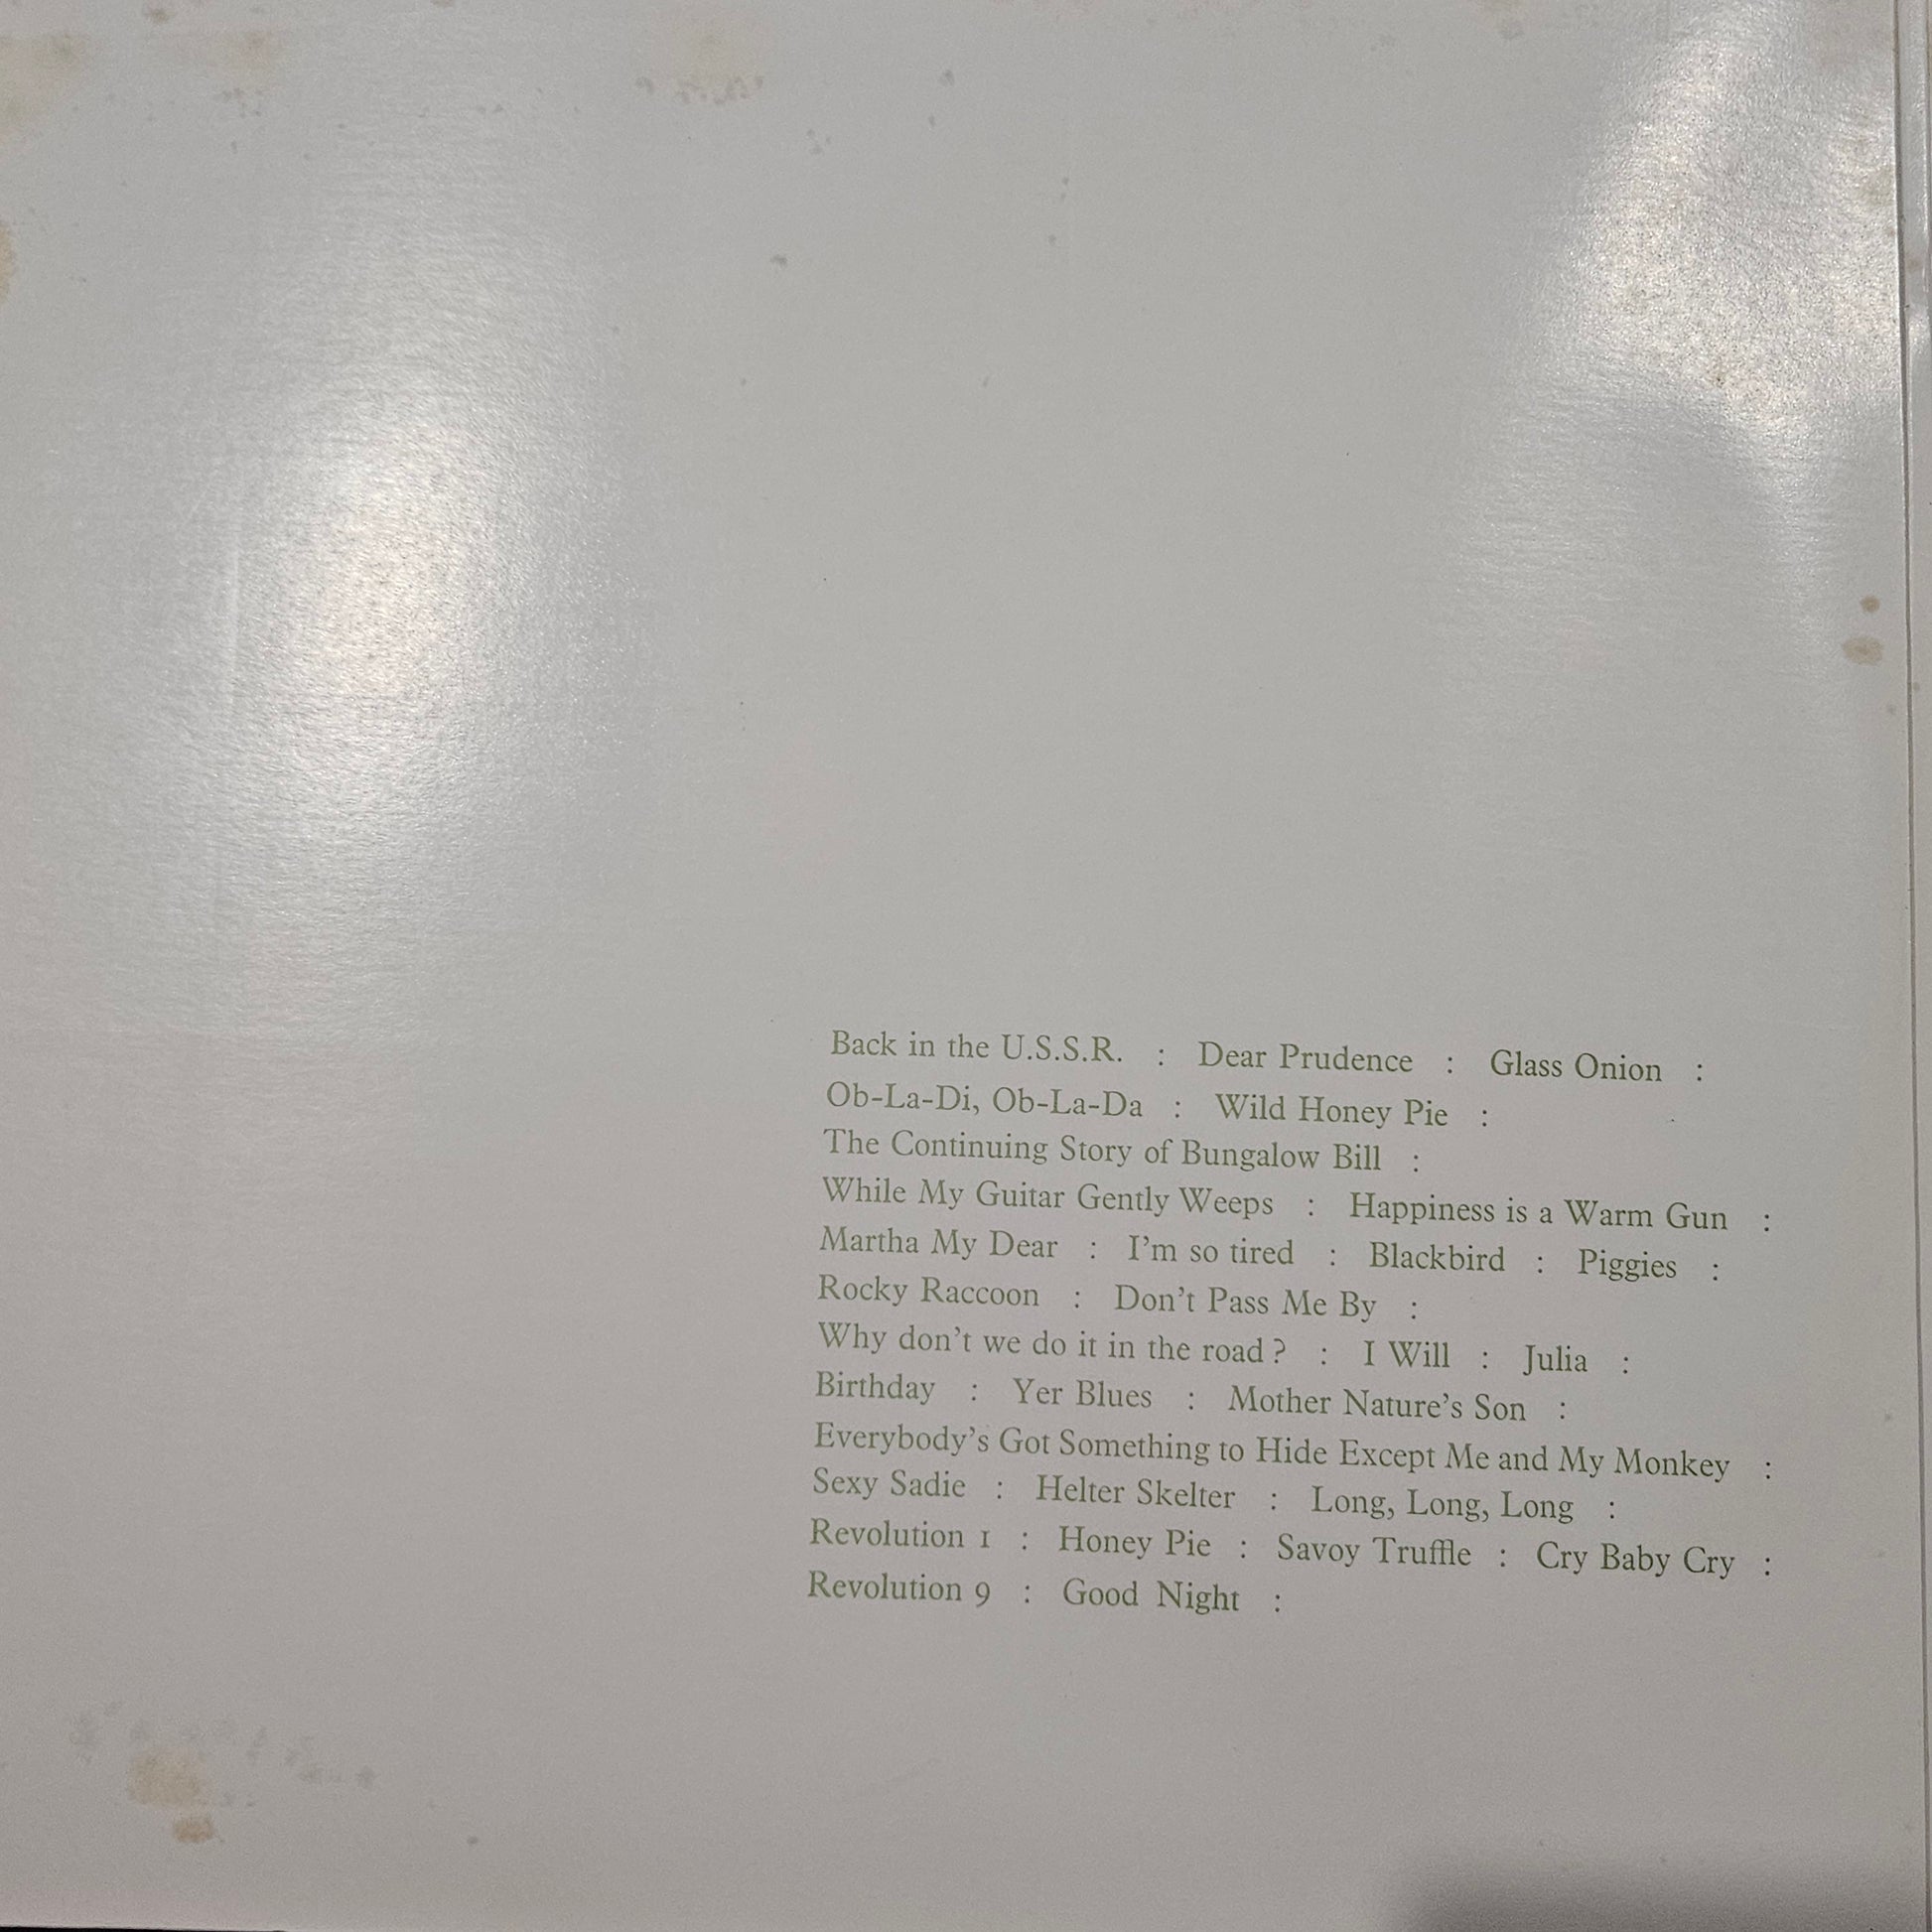 Back in the U.S.S.R. : Dear Prudence : Glass Onion :
Ob-La-Di, Ob-La-Da : Wild Honey Pie :
The Continuing Story of Bungalow Bill :
While My Guitar Gently Weeps : Happiness is a Warm Gun :
Martha My Dear : I'm so tired : Blackbird : Piggies :
Rocky Raccoon : Don't Pass Me By :
Why don't we do it in the road? : I Will : Julia :
Birthday : Yer Blues : Mother Nature's Son :
Everybody's Got Something to Hide Except Me and My Monkey :
Sexy Sadie : Helter Skelter : Long, Long, Long :
Revolution 1 : Honey Pie : Savoy Truffle : Cry Baby Cry :
Revolution 9 : Good Night :